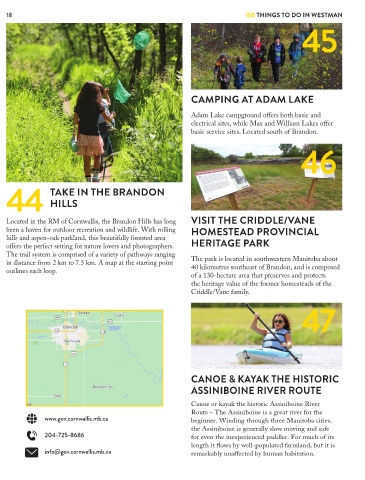 18
150 THINGS TO DO IN WESTMAN
44
TAKE IN THE BRANDON
HILLS
Located in the RM of Cornwallis, the Brandon Hills has long
been a haven for outdoor recreation and wildlife. With rolling
hills and aspen-oak parkland, this beautifully forested area
offers the perfect setting for nature lovers and photographers.
The trail system is comprised of a variety of pathways ranging
in distance from 2 km to 7.5 km. A map at the starting point
outlines each loop.
www.gov.cornwallis.mb.ca
204-725-8686
info@gov.cornwallis.mb.ca
45
CAMPING AT ADAM LAKE
Adam Lake campground offers both basic and
electrical sites, while Max and William Lakes offer
basic service sites. Located south of Brandon.
46
VISIT THE CRIDDLE/VANE
HOMESTEAD PROVINCIAL
HERITAGE PARK
The park is located in southwestern Manitoba about
40 kilometres southeast of Brandon, and is composed
of a 130-hectare area that preserves and protects
the heritage value of the former homesteads of the
Criddle/Vane family.
47
CANOE & KAYAK THE HISTORIC
ASSINIBOINE RIVER ROUTE
Canoe or kayak the historic Assiniboine River
Route - The Assiniboine is a great river for the
beginner. Winding through three Manitoba cities,
the Assiniboine is generally slow moving and safe
for even the inexperienced paddler. For much of its
length it flows by well-populated farmland, but it is
remarkably unaffected by human habitation.